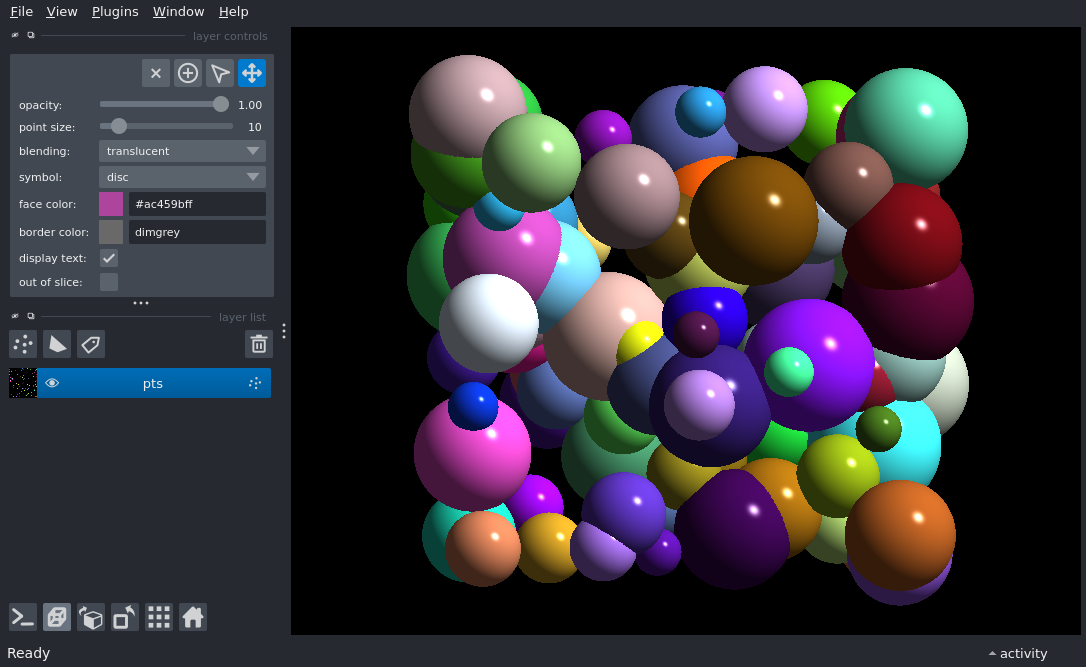 File View Plugins Window Help
layer controls
opacity: 1.00
point size: 10
blending: translucent
symbol: disc
face color: #ac459bff
border color: dimgrey
display text:
out of slice:
layer list
pts
Ready activity